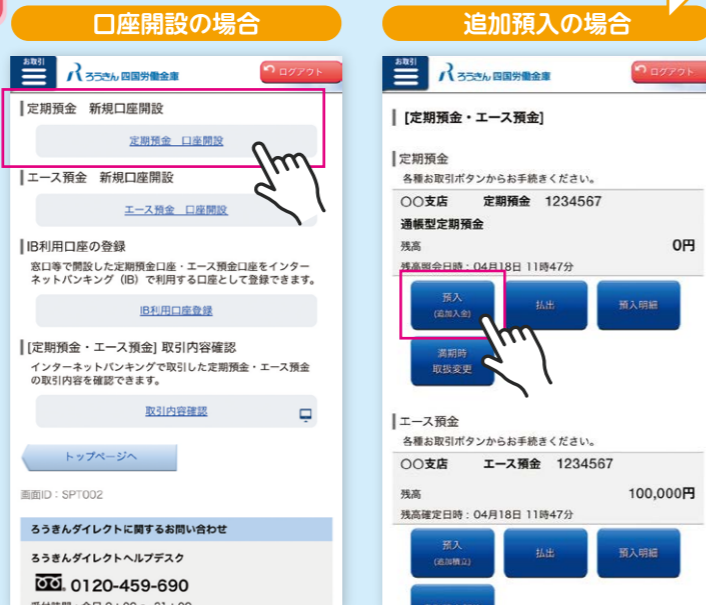 口座開設の場合
お取引
ろうきん 四国労働金庫
ログアウト
定期預金 新規口座開設
定期預金 口座開設
エース預金 新規口座開設
エース預金 口座開設
IB利用口座の登録
窓口等で開設した定期預金口座・エース預金口座をインター
ネットバンキング（IB）で利用する口座として登録できます。
IB利用口座登録
[定期預金・エース預金] 取引内容確認
インターネットバンキングで取引した定期預金・エース預金
の取引内容を確認できます。
取引内容確認
トップページへ
画面ID：SPT002
ろうきんダイレクトに関するお問い合わせ
ろうきんダイレクトヘルプデスク
0120-459-690
追加預入の場合
お取引
ろうきん 四国労働金庫
ログアウト
[定期預金・エース預金]
定期預金
各種お取引ボタンからお手続きください。
○○支店 定期預金 1234567
通帳型定期預金
残高 0円
残高照会日時：04月18日 11時47分
預入 払出 預入明細
(追加入金)
満期時
取扱変更
エース預金
各種お取引ボタンからお手続きください。
○○支店 エース預金 1234567
残高 100,000円
残高確定日時：04月18日 11時47分
預入 払出 預入明細
(追加積立)